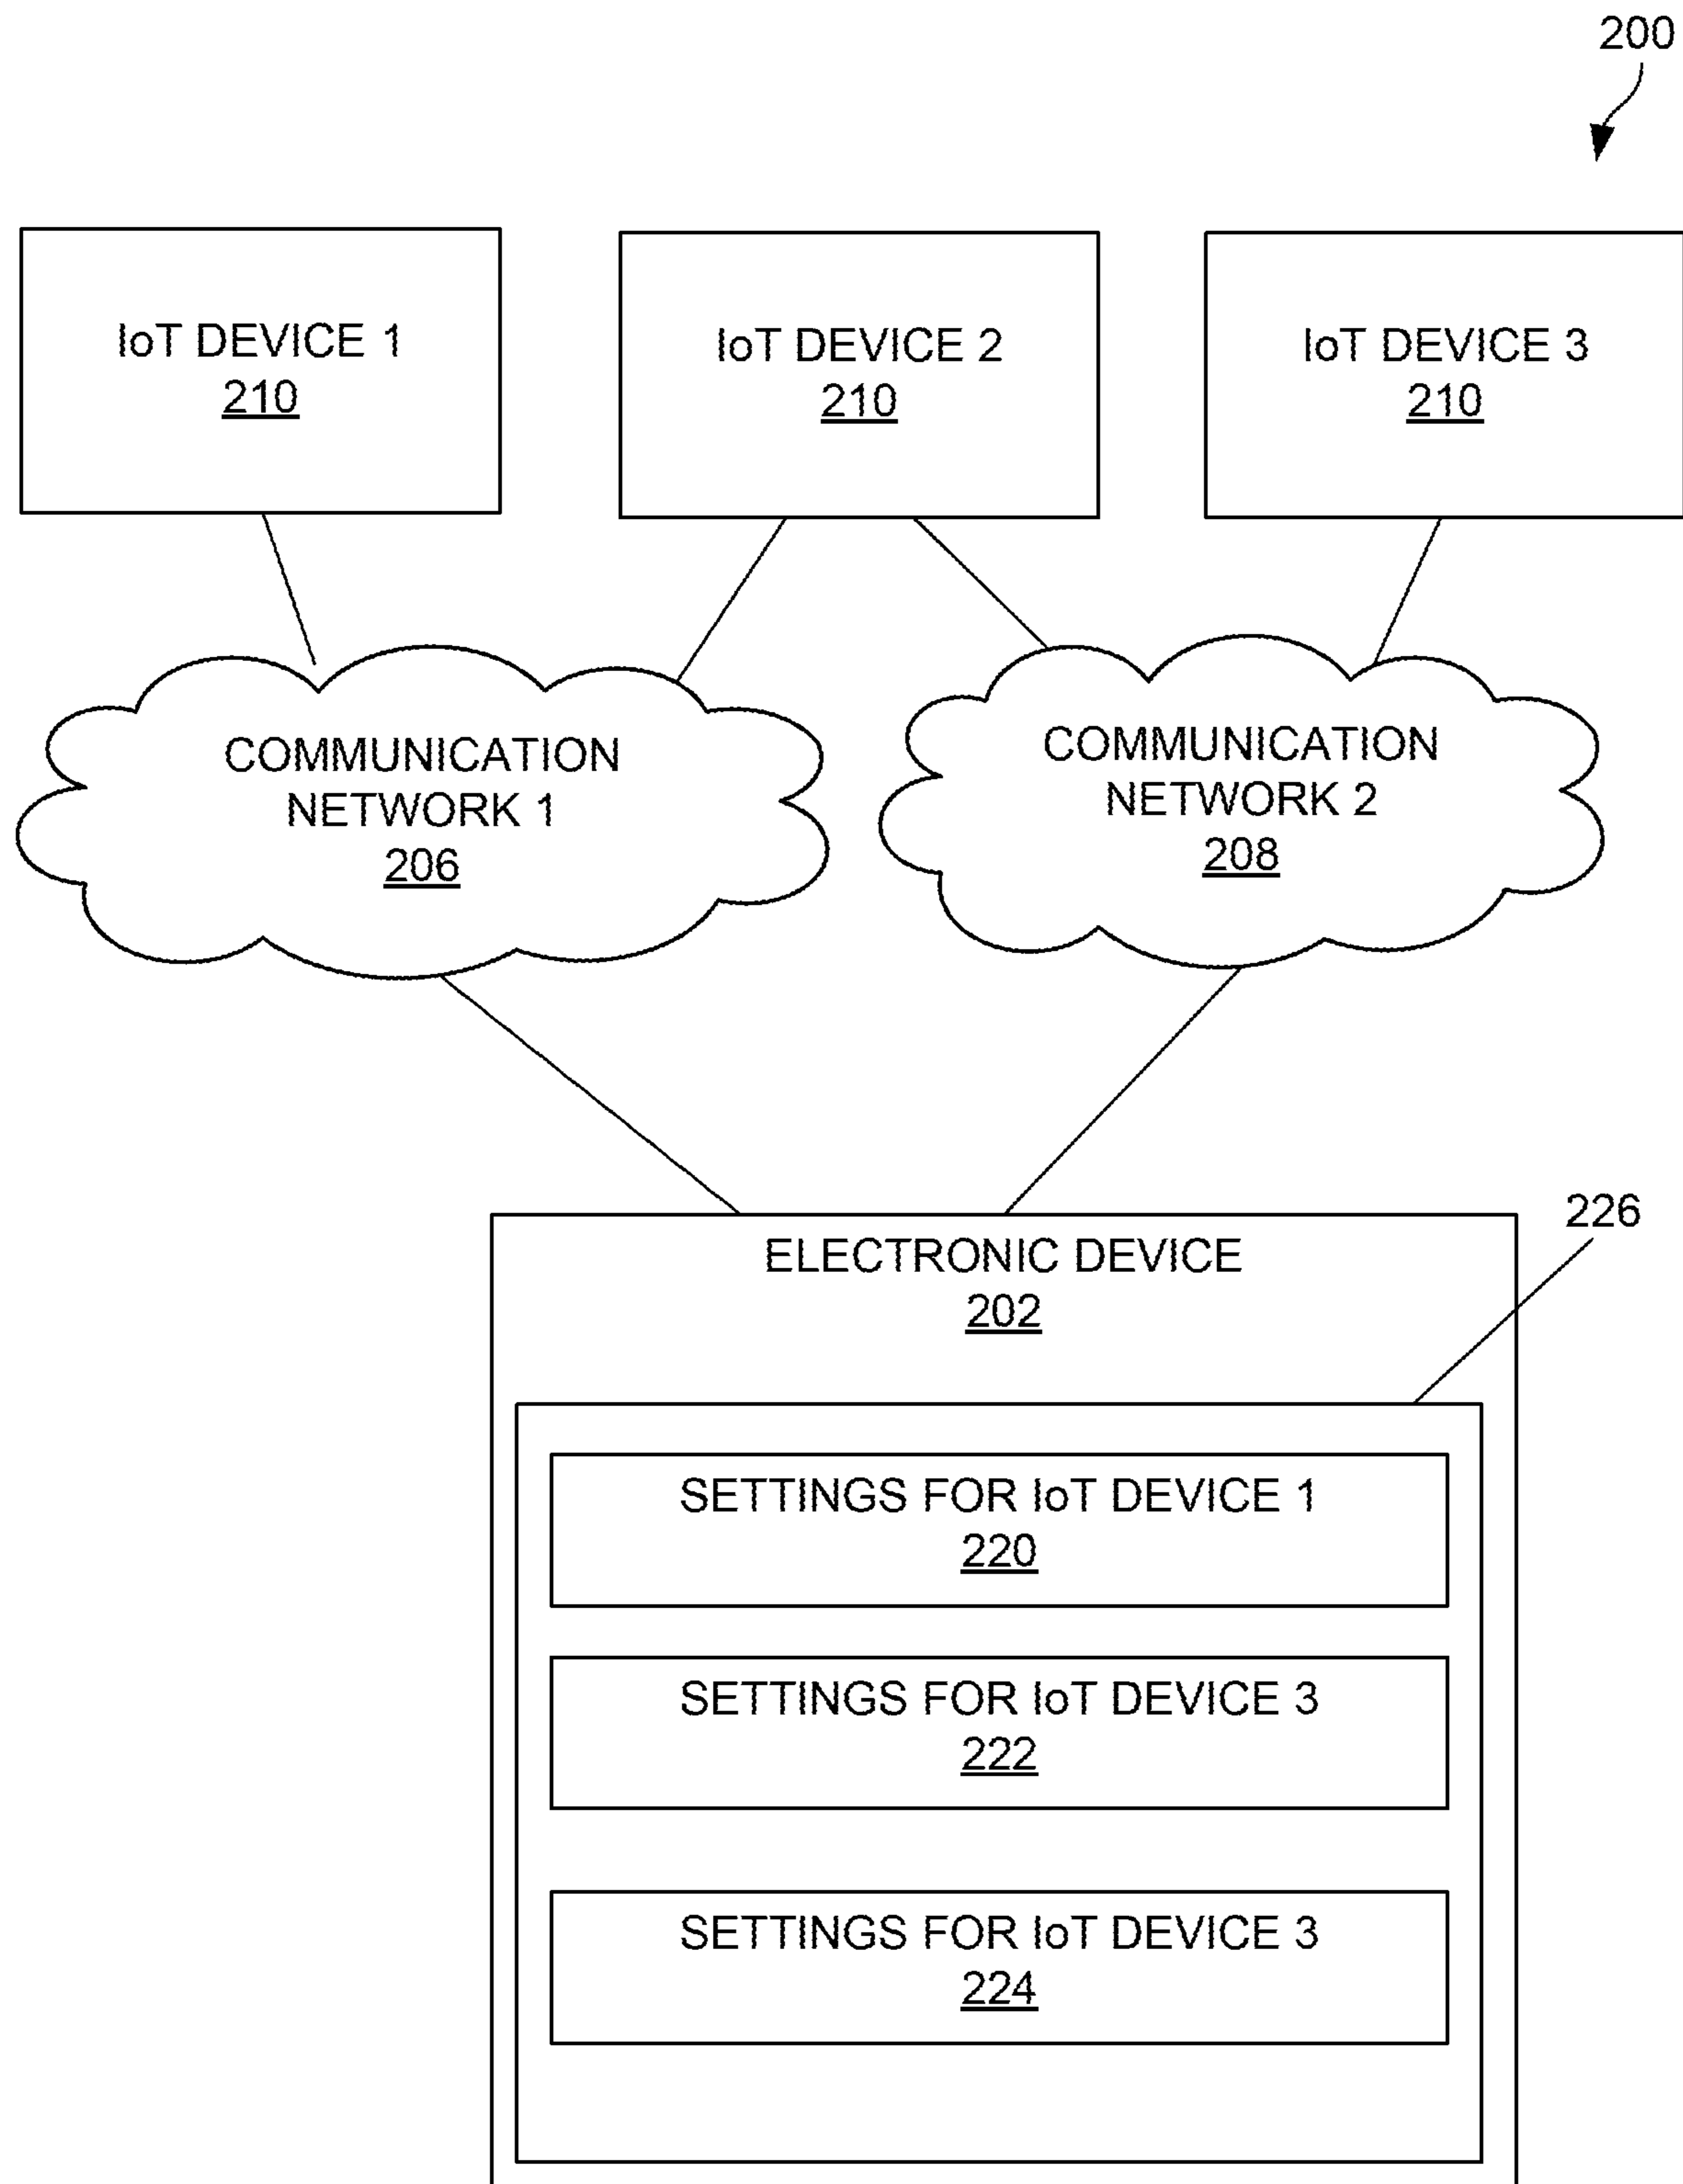 200
IoT DEVICE 1
210
IoT DEVICE 2
210
IoT DEVICE 3
210
COMMUNICATION
NETWORK 1
206
COMMUNICATION
NETWORK 2
208
226
ELECTRONIC DEVICE
202
SETTINGS FOR IoT DEVICE 1
220
SETTINGS FOR IoT DEVICE 3
222
SETTINGS FOR IoT DEVICE 3
224